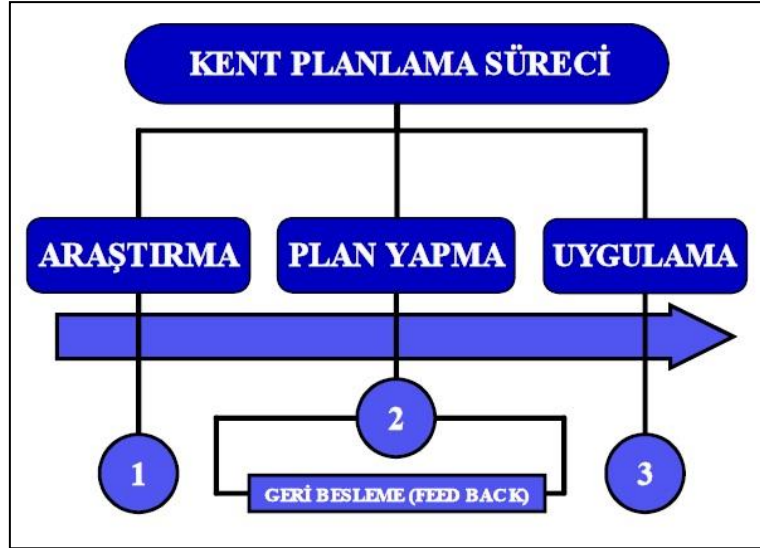 KENT PLANLAMA SÜRECİ
ARAŞTIRMA
PLAN YAPMA
UYGULAMA
2
1
3
GERİ BESLEME (FEED BACK)